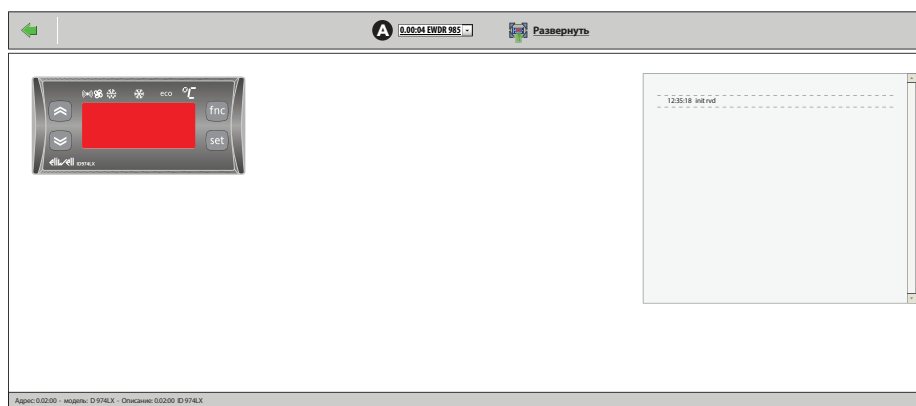 A 0.00:04 EWDR 985 Развернуть
eco °C
fnc
set
eliwell ID974LX
12:35:18 init rvd
Адрес: 0.02:00 - модель: D 974LX - Описание: 0.02:00 ID 974LX